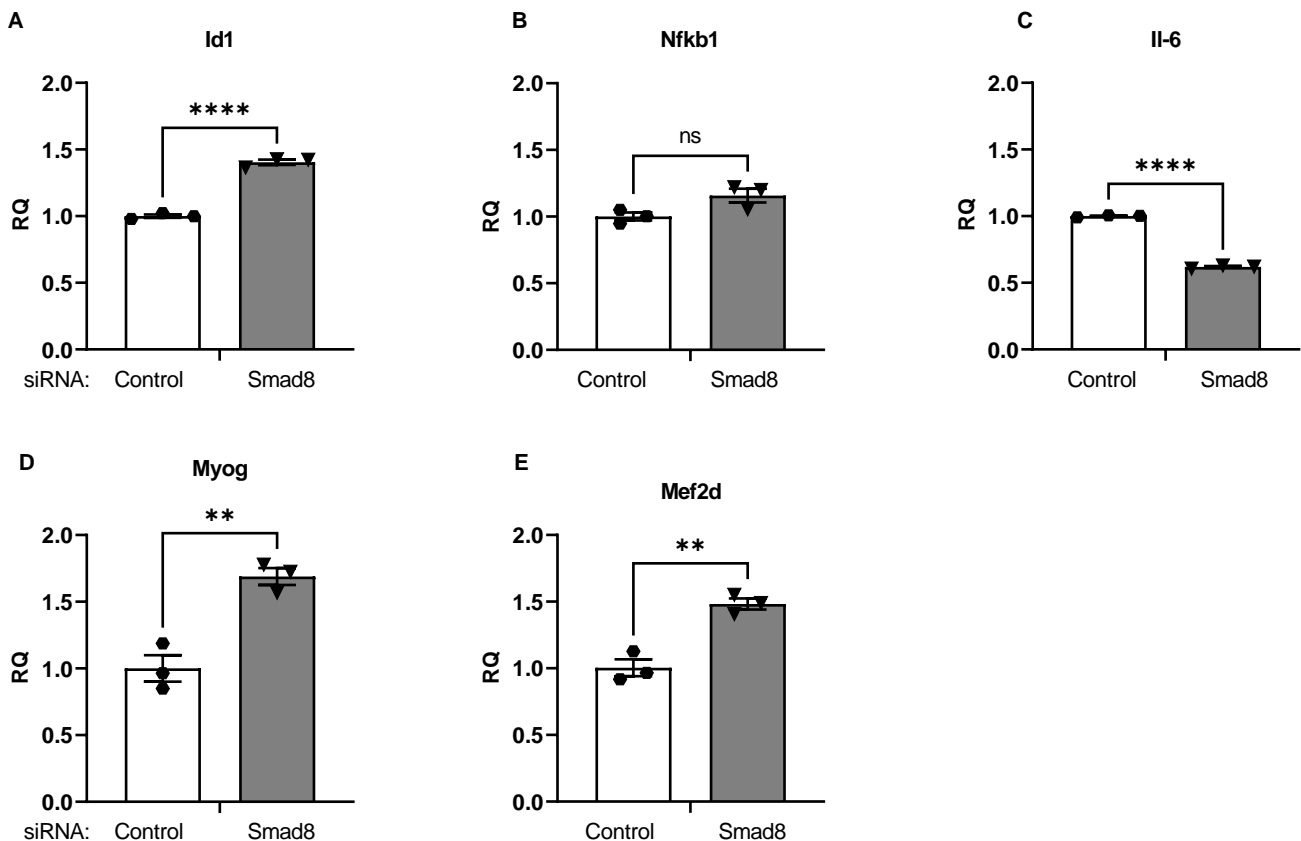 A
Id1
2.0
1.5
1.0
0.5
0.0
RQ
****
siRNA: Control Smad8
B
Nfkb1
2.0
1.5
1.0
0.5
0.0
RQ
ns
Control Smad8
C
Il-6
2.0
1.5
1.0
0.5
0.0
RQ
****
Control Smad8
D
Myog
2.0
1.5
1.0
0.5
0.0
RQ
**
siRNA: Control Smad8
E
Mef2d
2.0
1.5
1.0
0.5
0.0
RQ
**
Control Smad8